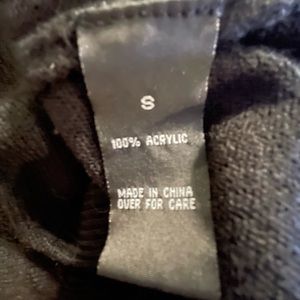 S
100% ACRYLIC
MADE IN CHINA
OVER FOR CARE